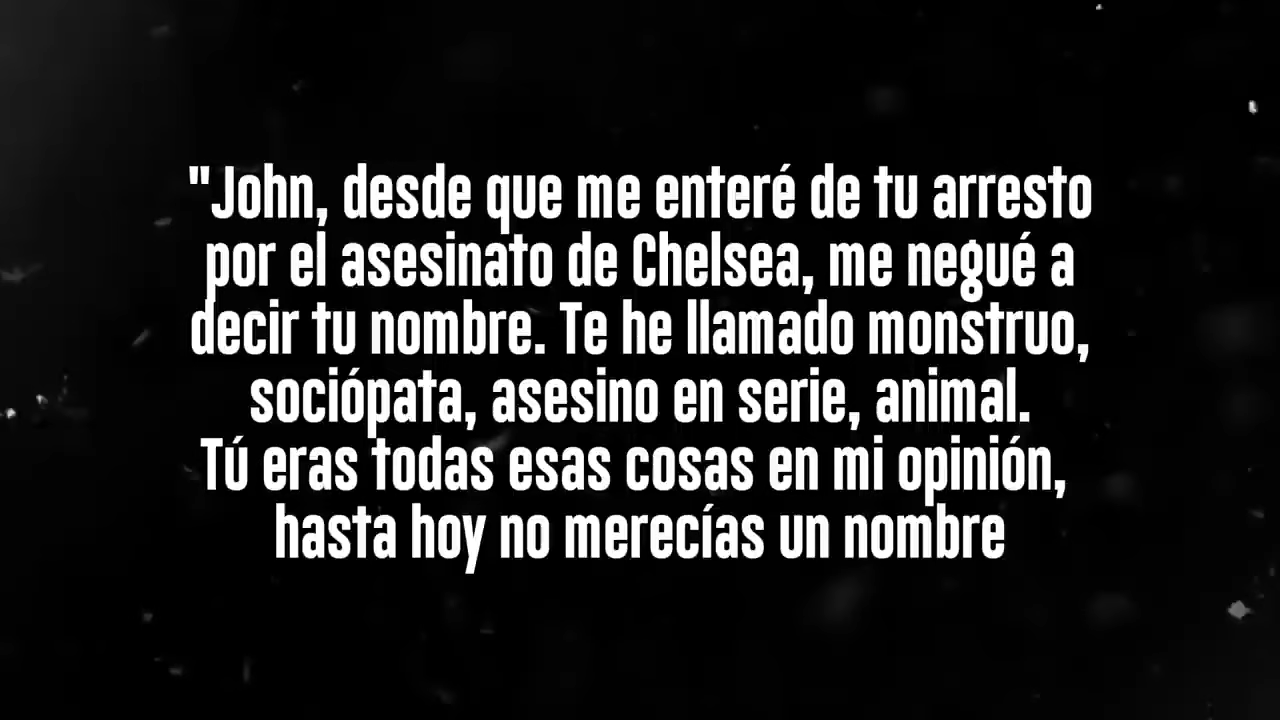 "John, desde que me enteré de tu arresto
por el asesinato de Chelsea, me negué a
decir tu nombre. Te he llamado monstruo,
sociópata, asesino en serie, animal.
Tú eras todas esas cosas en mi opinión,
hasta hoy no merecías un nombre